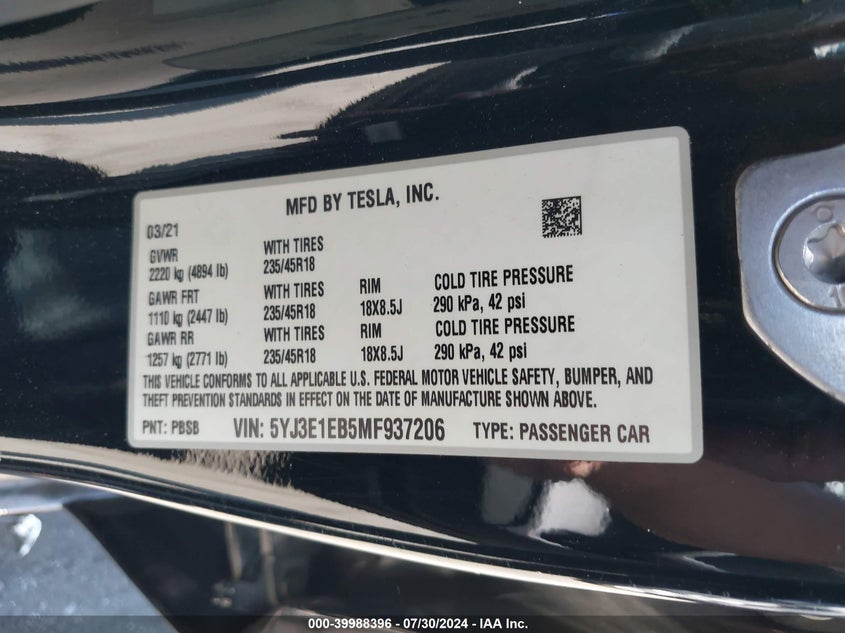 MFD BY TESLA, INC.
03/21
GVWR WITH TIRES
2220 kg (4894 lb) 235/45R18
GAWR FRT WITH TIRES RIM COLD TIRE PRESSURE
1110 kg (2447 lb) 235/45R18 18X8.5J 290 kPa, 42 psi
GAWR RR WITH TIRES RIM COLD TIRE PRESSURE
1257 kg (2771 lb) 235/45R18 18X8.5J 290 kPa, 42 psi
THIS VEHICLE CONFORMS TO ALL APPLICABLE U.S. FEDERAL MOTOR VEHICLE SAFETY, BUMPER, AND
THEFT PREVENTION STANDARDS IN EFFECT ON THE DATE OF MANUFACTURE SHOWN ABOVE.
PNT: PBSB VIN: 5YJ3E1EB5MF937206 TYPE: PASSENGER CAR
000-39988396 - 07/30/2024 - IAA Inc.